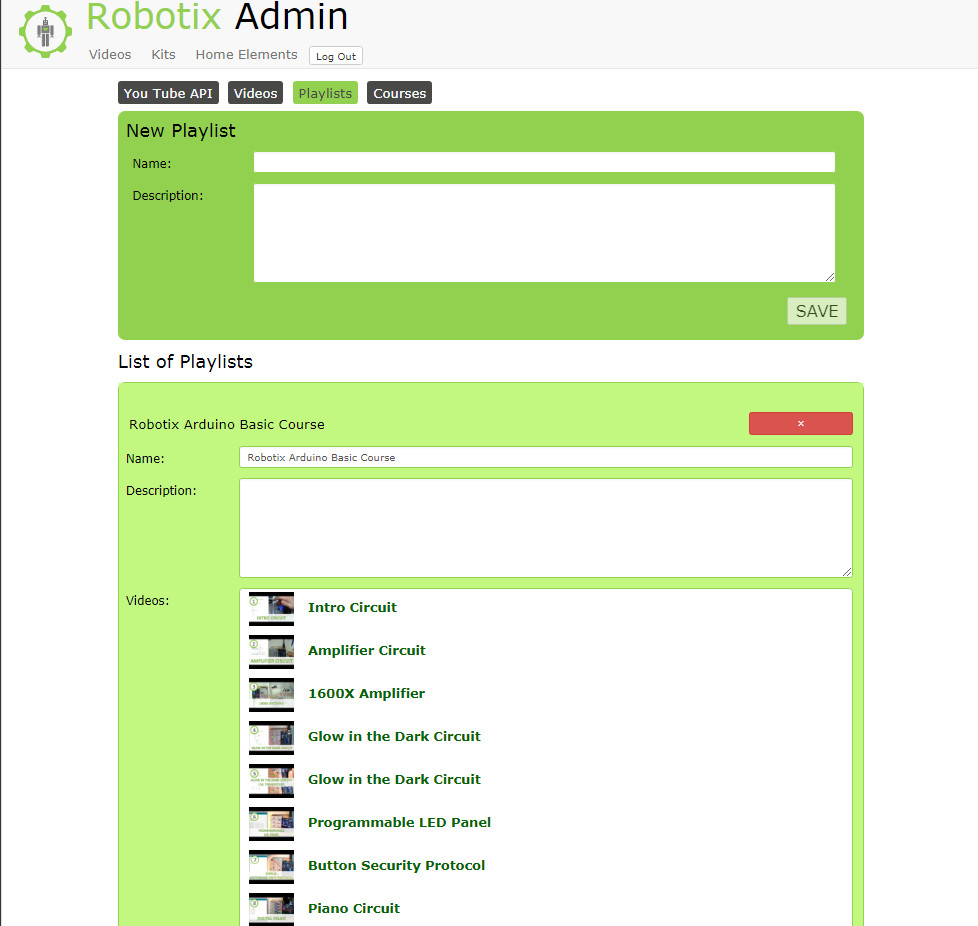 Robotix Admin
Videos Kits Home Elements Log Out
You Tube API Videos Playlists Courses
New Playlist
Name:
Description:
SAVE
List of Playlists
Robotix Arduino Basic Course
×
Name: Robotix Arduino Basic Course
Description:
Videos:
Intro Circuit
Amplifier Circuit
1600X Amplifier
Glow in the Dark Circuit
Glow in the Dark Circuit
Programmable LED Panel
Button Security Protocol
Piano Circuit